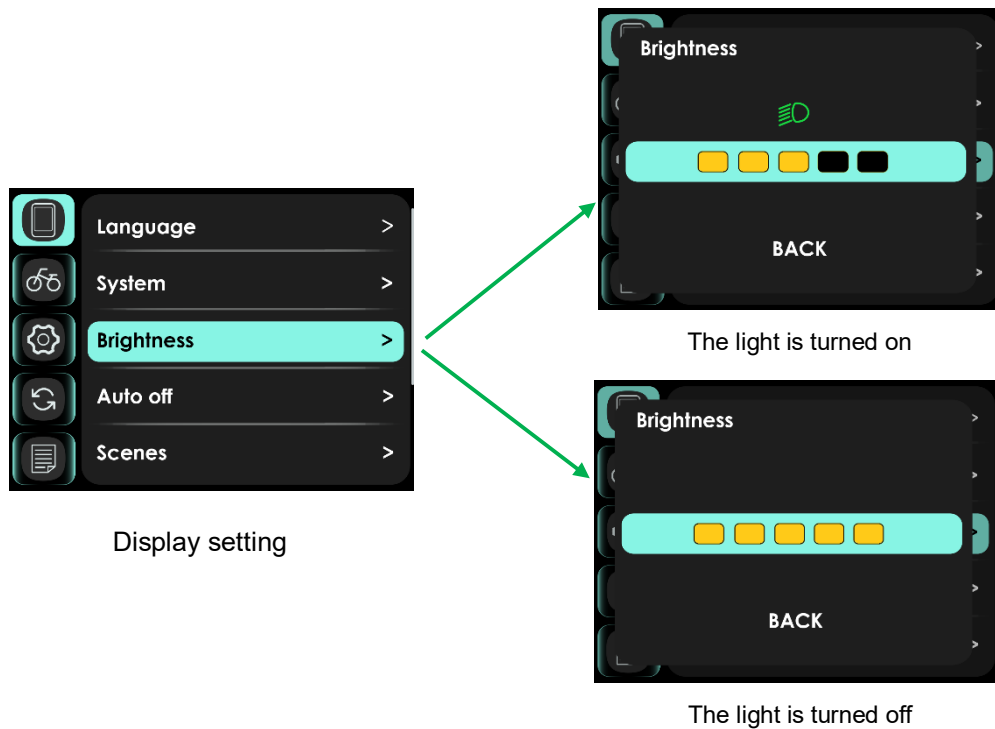 Language >
System >
Brightness >
Auto off >
Scenes >
Display setting
Brightness
BACK
The light is turned on
Brightness
BACK
The light is turned off